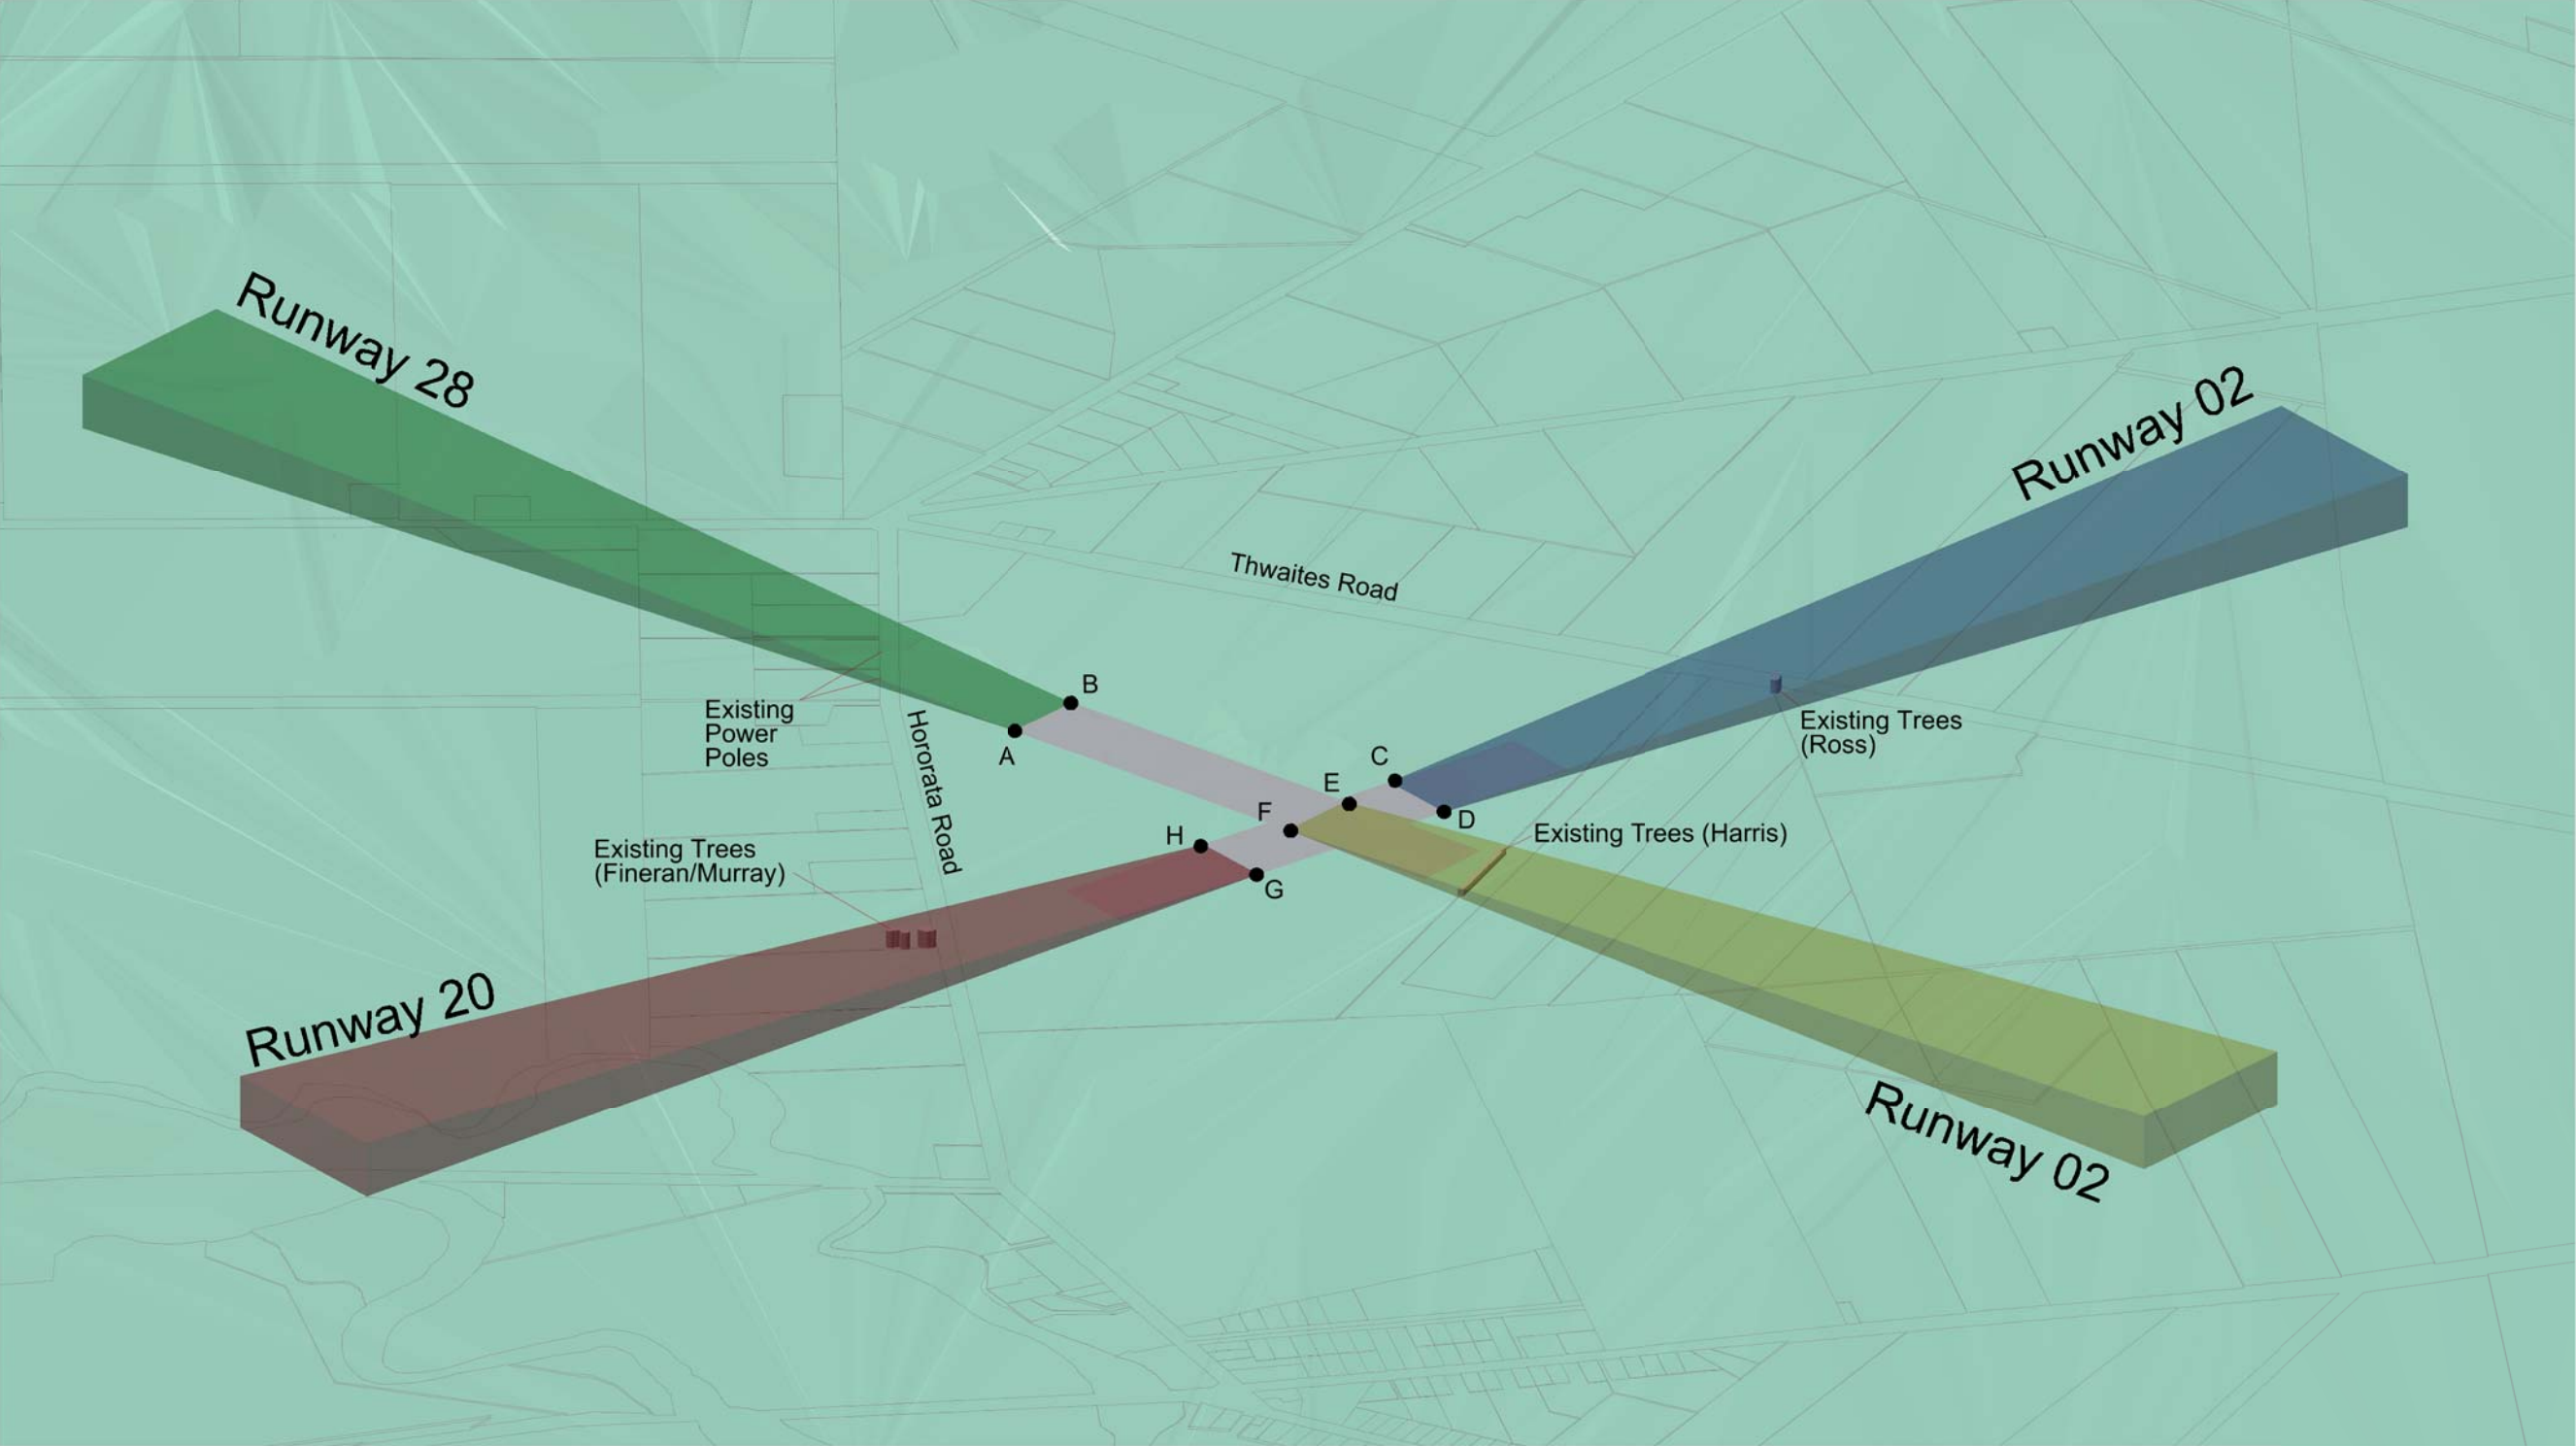 Runway 28
Runway 02
Thwaites Road
B
Existing
Power
Poles
A
Hororata Road
Existing Trees
(Ross)
C
E
F
D
H
Existing Trees (Harris)
Existing Trees
(Fineran/Murray)
G
Runway 20
Runway 02